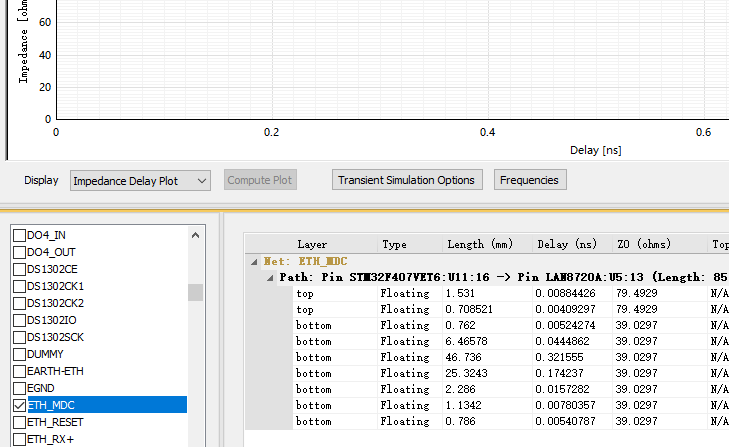 Impedance [ohm
60
40
20
0
0 0.2 0.4 0.6
Delay [ns]
Display Impedance Delay Plot Compute Plot Transient Simulation Options Frequencies
DO4_IN
DO4_OUT
DS1302CE
DS1302CK1
DS1302CK2
DS1302IO
DS1302SCK
DUMMY
EARTH-ETH
EGND
ETH_MDC
ETH_RESET
ETH_RX+
Layer Type Length (mm) Delay (ns) Z0 (ohms) Top
Net: ETH_MDC
Path: Pin STM32F407VET6:U11:16 -> Pin LAN8720A:U5:13 (Length: 85
top Floating 1.531 0.00884426 79.4929 N/A
top Floating 0.708521 0.00409297 79.4929 N/A
bottom Floating 0.762 0.00524274 39.0297 N/A
bottom Floating 6.46578 0.0444862 39.0297 N/A
bottom Floating 46.736 0.321555 39.0297 N/A
bottom Floating 25.3243 0.174237 39.0297 N/A
bottom Floating 2.286 0.0157282 39.0297 N/A
bottom Floating 1.1342 0.00780357 39.0297 N/A
bottom Floating 0.786 0.00540787 39.0297 N/A